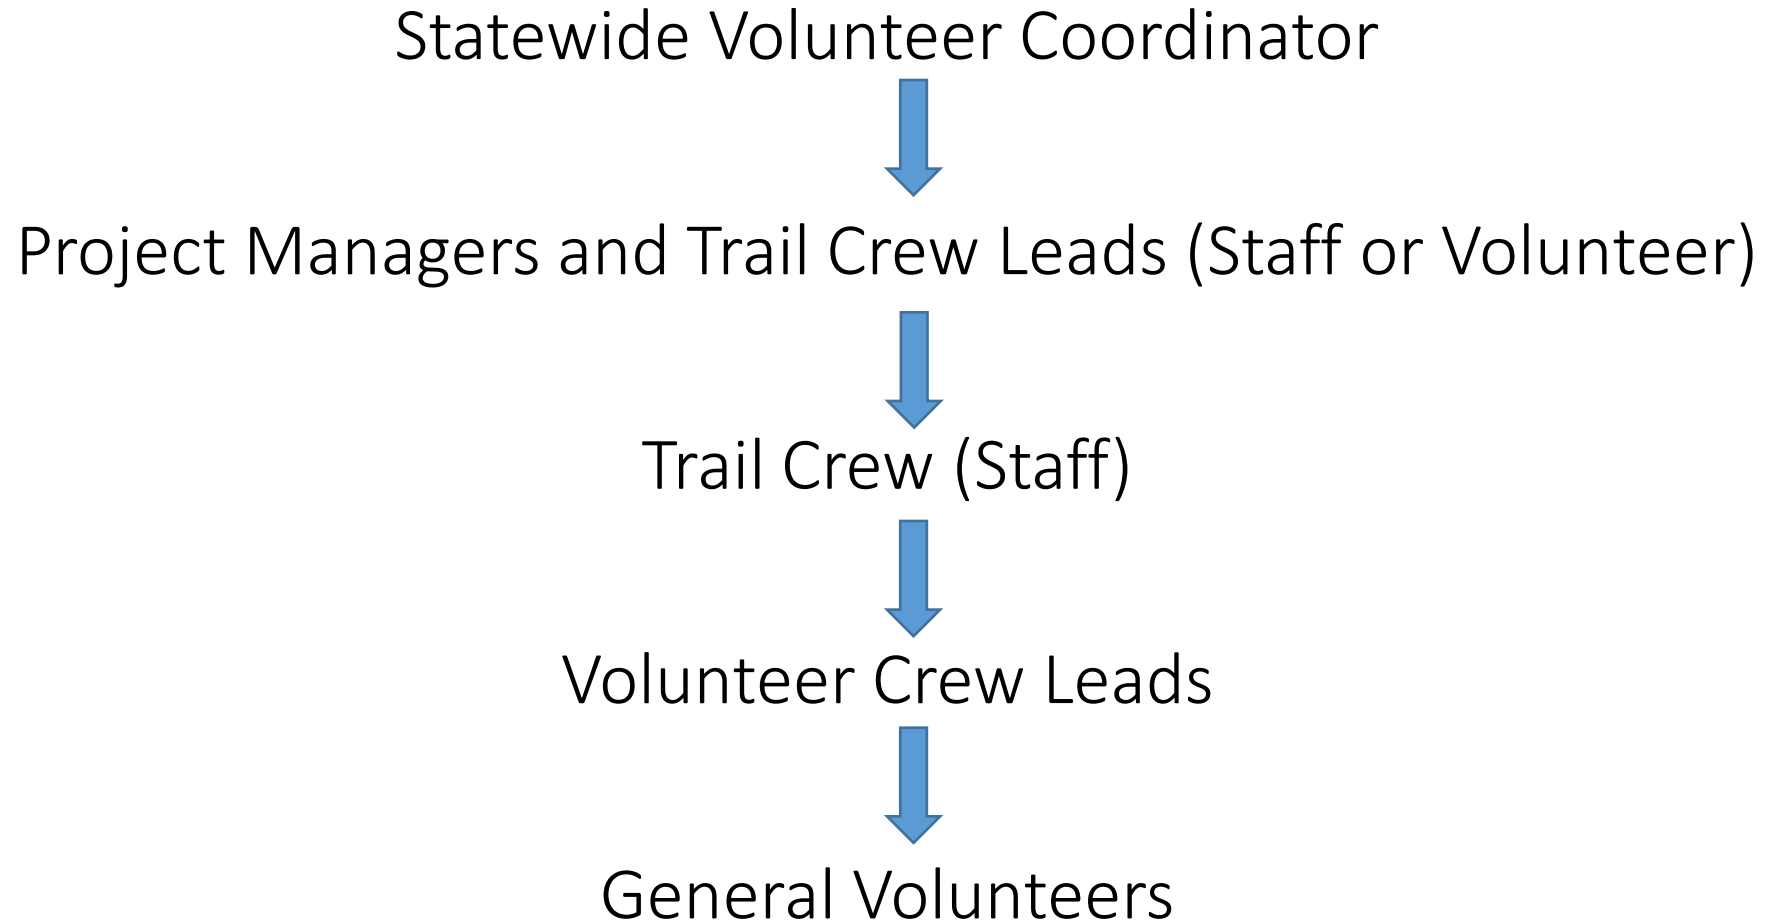 Statewide Volunteer Coordinator
Project Managers and Trail Crew Leads (Staff or Volunteer)
Trail Crew (Staff)
Volunteer Crew Leads
General Volunteers